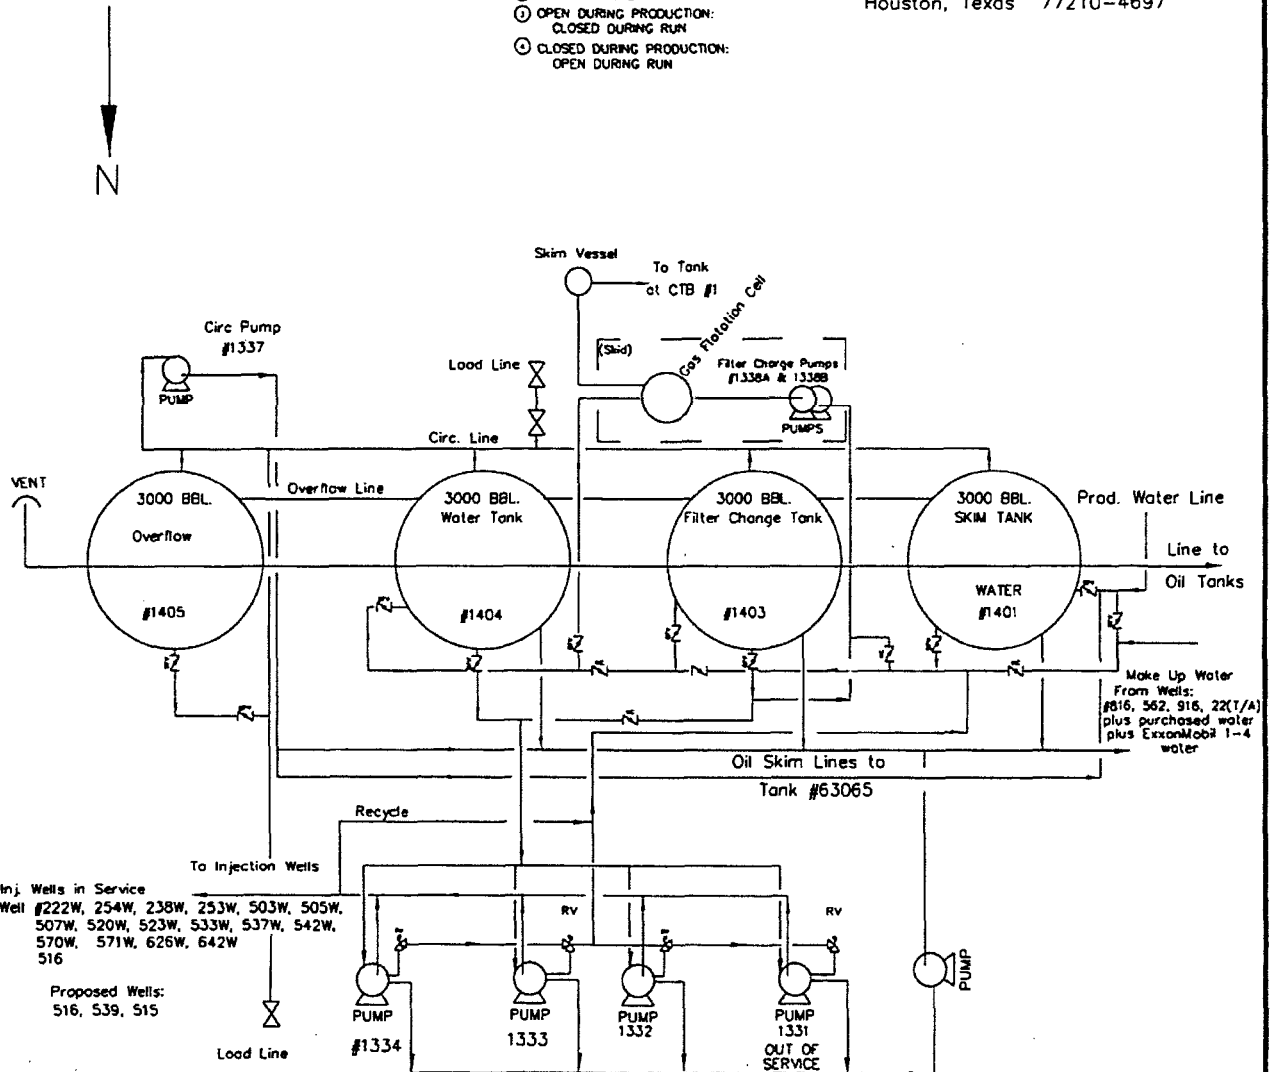 Houston, Texas 77210-4697
③ OPEN DURING PRODUCTION:
CLOSED DURING RUN
④ CLOSED DURING PRODUCTION:
OPEN DURING RUN
N
Skim Vessel
To Tank
at CTB #1
Gas Flotation Cell
(Skid)
Circ Pump
#1337
PUMP
Load Line
Filter Charge Pumps
#1338A & 1338B
PUMPS
Circ. Line
VENT
Overflow Line
3000 BBL.
Overflow
#1405
3000 BBL.
Water Tank
#1404
3000 BBL.
Filter Change Tank
#1403
3000 BBL.
SKIM TANK
WATER
#1401
Prod. Water Line
Line to
Oil Tanks
Make Up Water
From Wells:
#816, 562, 916, 22(T/A)
plus purchased water
plus ExxonMobil 1-4
water
Oil Skim Lines to
Tank #63065
Recycle
To Injection Wells
Inj. Wells in Service
Well #222W, 254W, 238W, 253W, 503W, 505W,
507W, 520W, 523W, 533W, 537W, 542W,
570W, 571W, 626W, 642W
516
Proposed Wells:
516, 539, 515
Load Line
RV
RV
PUMP
#1334
PUMP
1333
PUMP
1332
PUMP
1331
OUT OF
SERVICE
PUMP